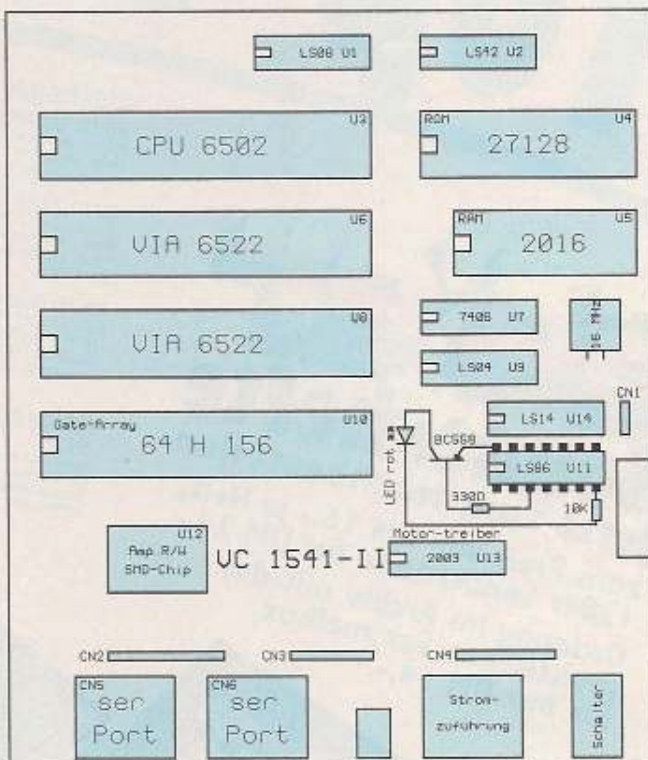 LS08 U1
LS42 U2
U3
CPU 6502
ROM U4
27128
U6
VIA 6522
RAM U5
2016
U8
VIA 6522
7406 U7
16 MHz
LS04 U9
CN1
Gate-Array U10
64 H 156
LED rot
BC558
LS14 U14
LS86 U11
330Ω
10K
U12
Amp R/W
SMD-Chip
VC 1541-II
Motor-treiber
2003 U13
CN2
CN3
CN4
CN5
ser
Port
CN6
ser
Port
Strom-
zuführung
Schalter